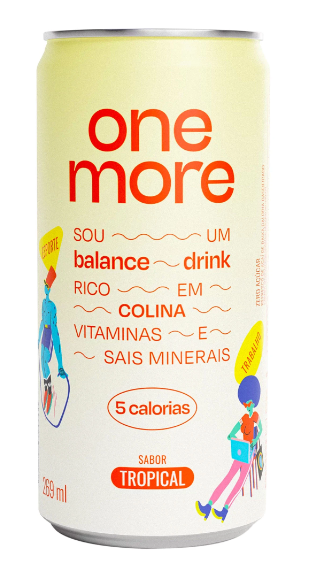 one
more
SOU UM
balance drink
RICO EM
COLINA
VITAMINAS E
SAIS MINERAIS
5 calorias
SABOR
TROPICAL
269 ml
TRABALHO
ZERO AÇÚCAR